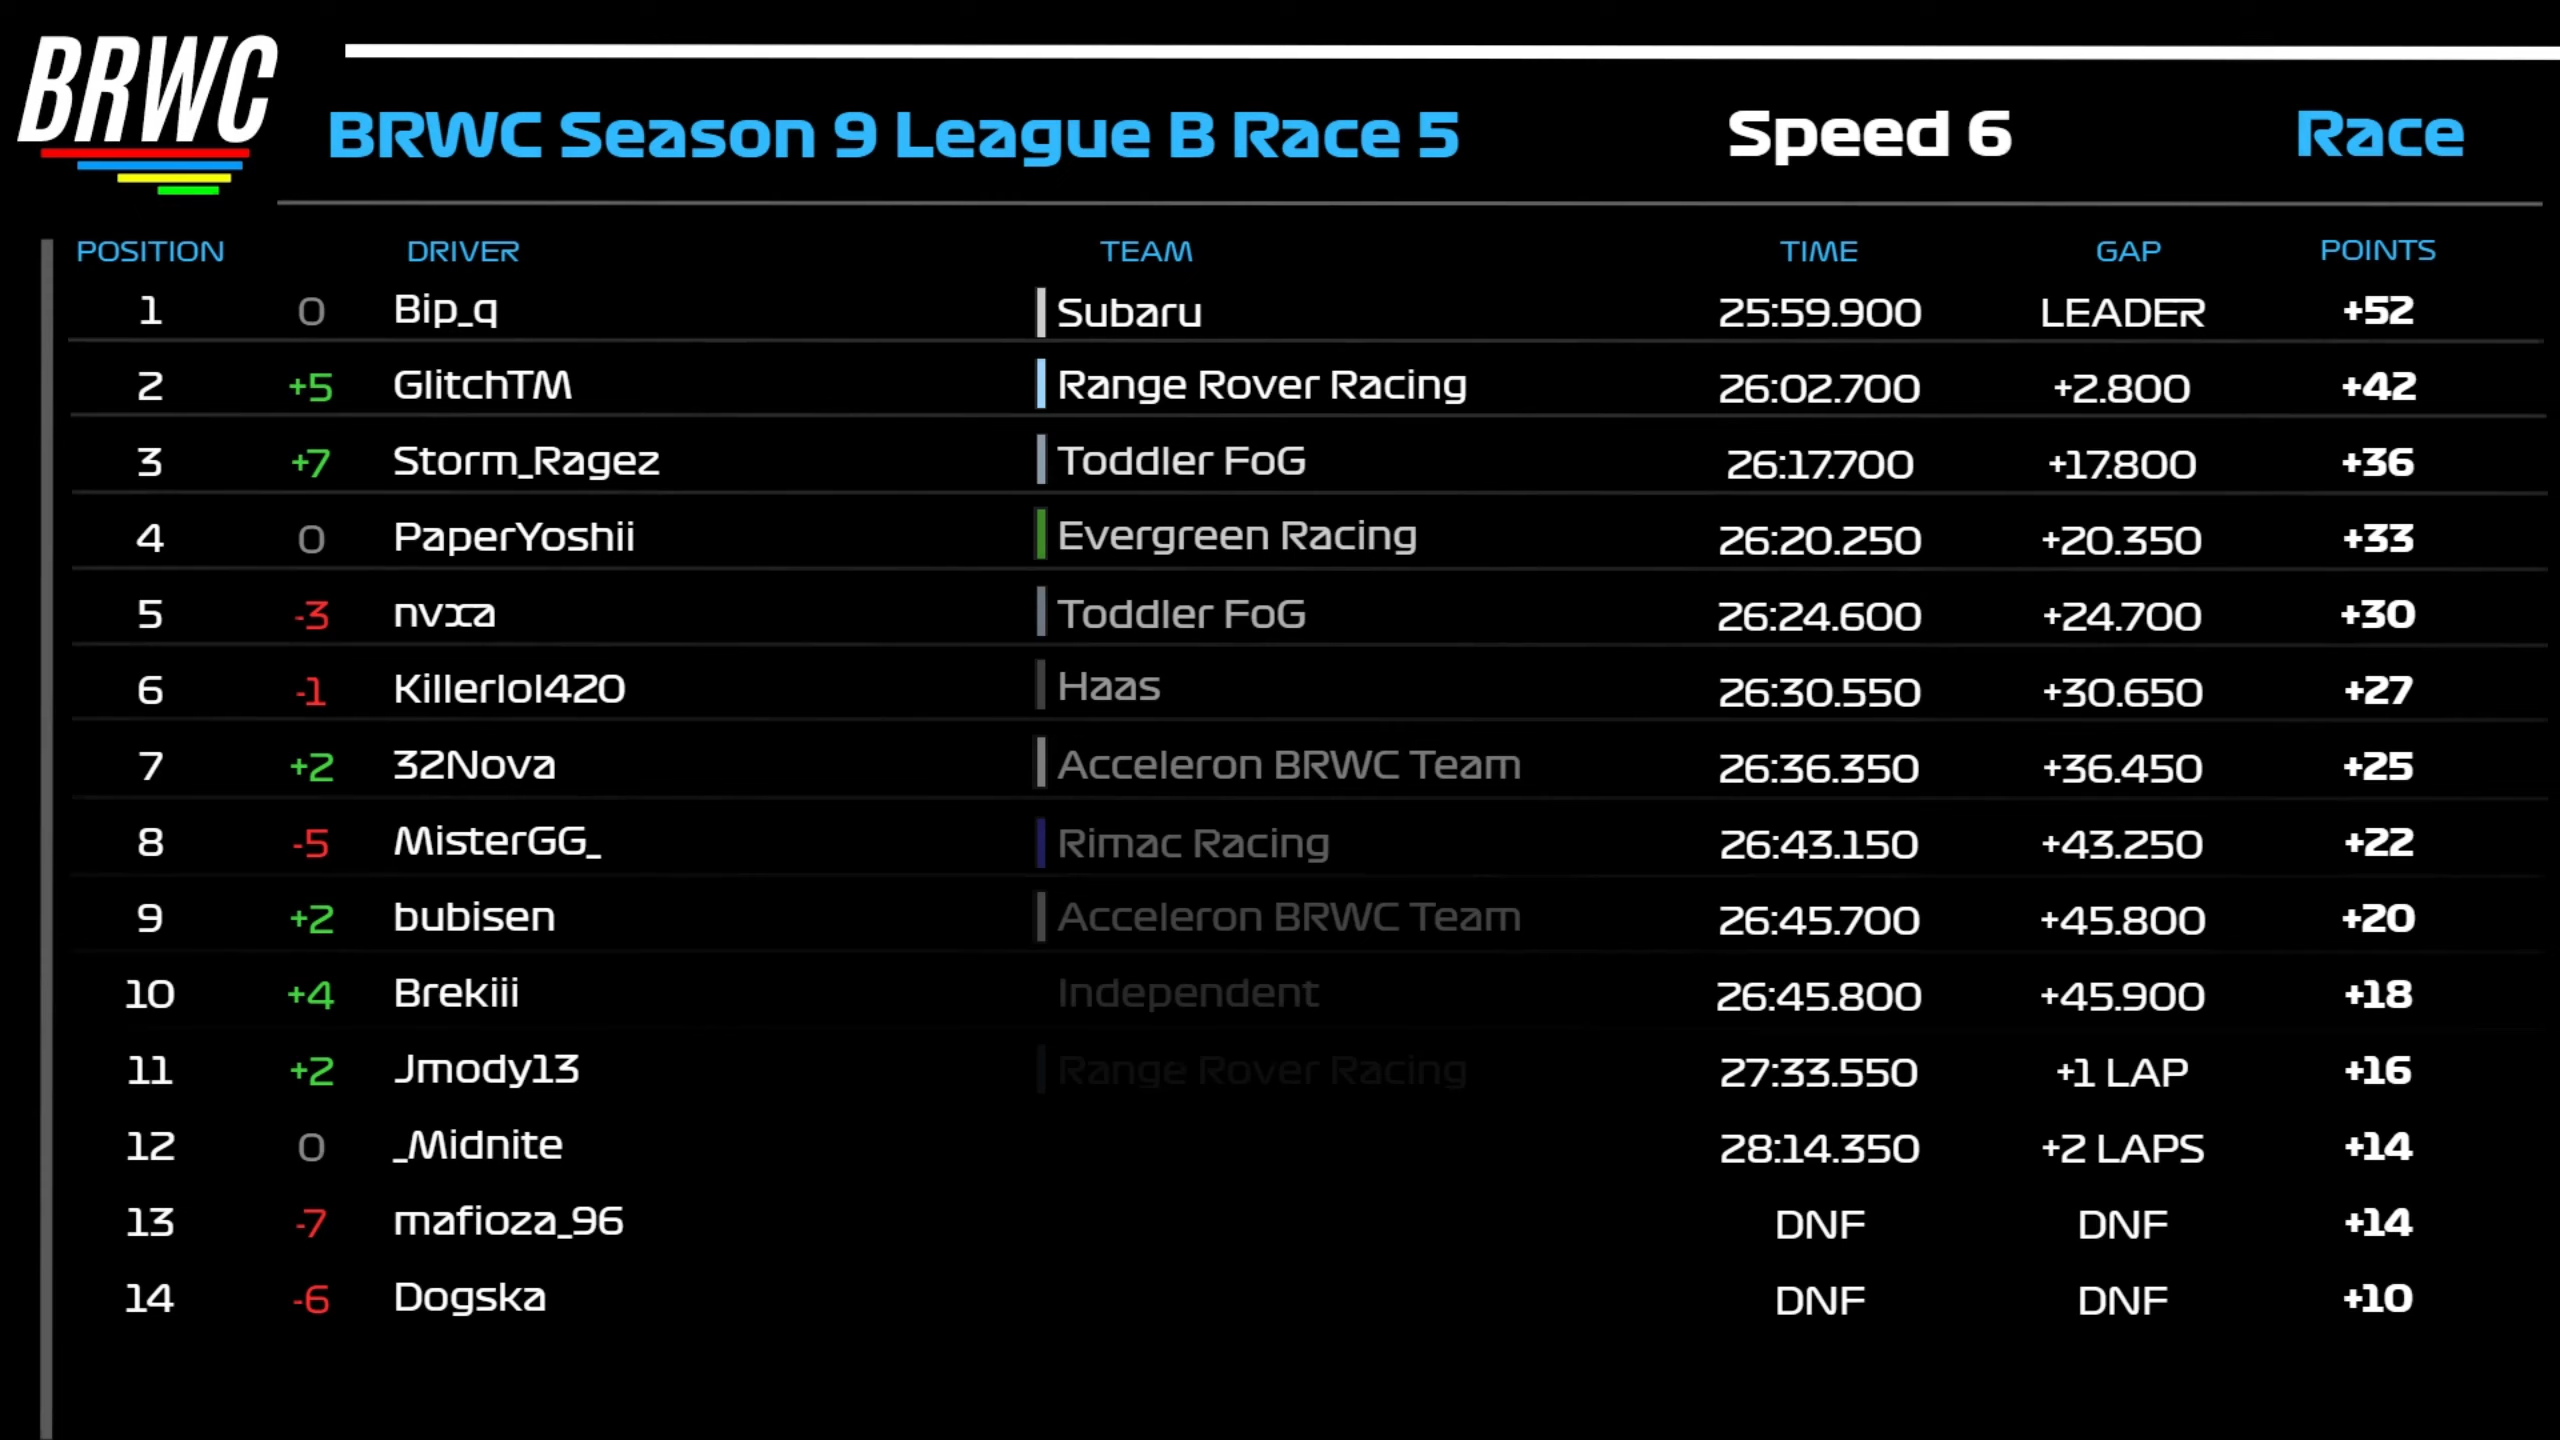 BRWC
BRWC Season 9 League B Race 5 Speed 6 Race
POSITION DRIVER TEAM TIME GAP POINTS
1 0 Bip_q Subaru 25:59.900 LEADER +52
2 +5 GlitchTM Range Rover Racing 26:02.700 +2.800 +42
3 +7 Storm_Ragez Toddler FoG 26:17.700 +17.800 +36
4 0 PaperYoshii Evergreen Racing 26:20.250 +20.350 +33
5 -3 nvxa Toddler FoG 26:24.600 +24.700 +30
6 -1 Killerlol420 Haas 26:30.550 +30.650 +27
7 +2 32Nova Acceleron BRWC Team 26:36.350 +36.450 +25
8 -5 MisterGG_ Rimac Racing 26:43.150 +43.250 +22
9 +2 bubisen Acceleron BRWC Team 26:45.700 +45.800 +20
10 +4 Brekiii Independent 26:45.800 +45.900 +18
11 +2 Jmody13 Range Rover Racing 27:33.550 +1 LAP +16
12 0 _Midnite 28:14.350 +2 LAPS +14
13 -7 mafioza_96 DNF DNF +14
14 -6 Dogska DNF DNF +10